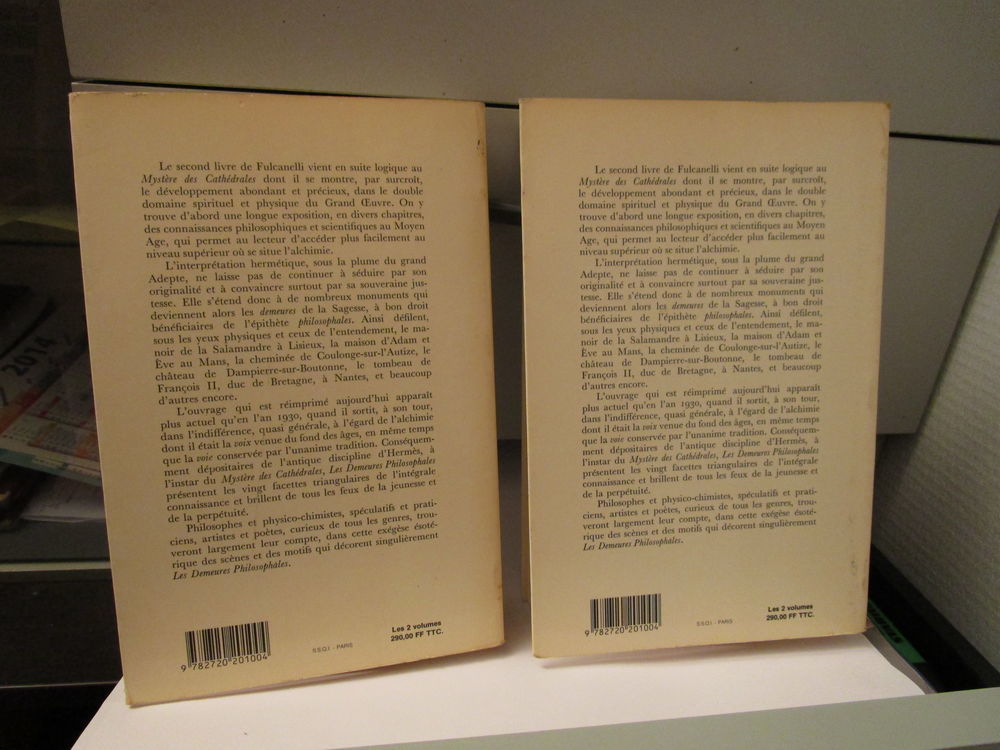 Le second livre de Fulcanelli vient en suite logique au
Mystère des Cathédrales dont il se montre, par surcroît,
le développement abondant et précieux, dans le double
domaine spirituel et physique du Grand Œuvre. On y
trouve d'abord une longue exposition, en divers chapitres,
des connaissances philosophiques et scientifiques au Moyen
Age, qui permet au lecteur d'accéder plus facilement au
niveau supérieur où se situe l'alchimie.
L'interprétation hermétique, sous la plume du grand
Adepte, ne laisse pas de continuer à séduire par son
originalité et à convaincre surtout par sa souveraine jus-
tesse. Elle s'étend donc à de nombreux monuments qui
deviennent alors les demeures de la Sagesse, à bon droit
bénéficiaires de l'épithète philosophales. Ainsi défilent,
sous les yeux physiques et ceux de l'entendement, le ma-
noir de la Salamandre à Lisieux, la maison d'Adam et
Ève au Mans, la cheminée de Coulonge-sur-l'Autize, le
château de Dampierre-sur-Boutonne, le tombeau de
François II, duc de Bretagne, à Nantes, et beaucoup
d'autres encore.
L'ouvrage qui est réimprimé aujourd'hui apparaît
plus actuel qu'en l'an 1930, quand il sortit, à son tour,
dans l'indifférence, quasi générale, à l'égard de l'alchimie
dont il était la voix venue du fond des âges, en même temps
que la voie conservée par l'unanime tradition. Conséquem-
ment dépositaires de l'antique discipline d'Hermès, à
l'instar du Mystère des Cathédrales, Les Demeures Philosophales
présentent les vingt facettes triangulaires de l'intégrale
connaissance et brillent de tous les feux de la jeunesse et
de la perpétuité.
Philosophes et physico-chimistes, spéculatifs et prati-
ciens, artistes et poètes, curieux de tous les genres, trou-
veront largement leur compte, dans cette exégèse ésoté-
rique des scènes et des motifs qui décorent singulièrement
Les Demeures Philosophales.
9 782720 201004
S.S.Q.I. - PARIS
Les 2 volumes
290,00 FF TTC.
Le second livre de Fulcanelli vient en suite logique au
Mystère des Cathédrales dont il se montre, par surcroît,
le développement abondant et précieux, dans le double
domaine spirituel et physique du Grand Œuvre. On y
trouve d'abord une longue exposition, en divers chapitres,
des connaissances philosophiques et scientifiques au Moyen
Age, qui permet au lecteur d'accéder plus facilement au
niveau supérieur où se situe l'alchimie.
L'interprétation hermétique, sous la plume du grand
Adepte, ne laisse pas de continuer à séduire par son
originalité et à convaincre surtout par sa souveraine jus-
tesse. Elle s'étend donc à de nombreux monuments qui
deviennent alors les demeures de la Sagesse, à bon droit
bénéficiaires de l'épithète philosophales. Ainsi défilent,
sous les yeux physiques et ceux de l'entendement, le ma-
noir de la Salamandre à Lisieux, la maison d'Adam et
Ève au Mans, la cheminée de Coulonge-sur-l'Autize, le
château de Dampierre-sur-Boutonne, le tombeau de
François II, duc de Bretagne, à Nantes, et beaucoup
d'autres encore.
L'ouvrage qui est réimprimé aujourd'hui apparaît
plus actuel qu'en l'an 1930, quand il sortit, à son tour,
dans l'indifférence, quasi générale, à l'égard de l'alchimie
dont il était la voix venue du fond des âges, en même temps
que la voie conservée par l'unanime tradition. Conséquem-
ment dépositaires de l'antique discipline d'Hermès, à
l'instar du Mystère des Cathédrales, Les Demeures Philosophales
présentent les vingt facettes triangulaires de l'intégrale
connaissance et brillent de tous les feux de la jeunesse et
de la perpétuité.
Philosophes et physico-chimistes, spéculatifs et prati-
ciens, artistes et poètes, curieux de tous les genres, trou-
veront largement leur compte, dans cette exégèse ésoté-
rique des scènes et des motifs qui décorent singulièrement
Les Demeures Philosophales.
9 782720 201004
S.S.Q.I. - PARIS
Les 2 volumes
290,00 FF TTC.